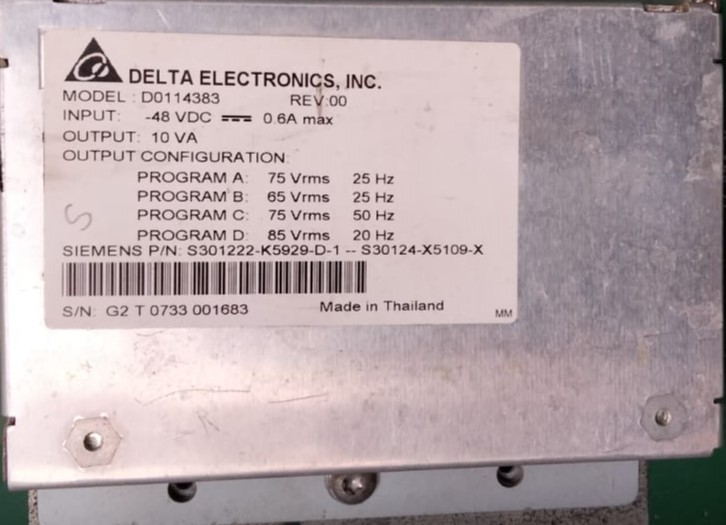 DELTA ELECTRONICS, INC.
MODEL : D0114383 REV:00
INPUT: -48 VDC 0.6A max
OUTPUT: 10 VA
OUTPUT CONFIGURATION:
PROGRAM A: 75 Vrms 25 Hz
PROGRAM B: 65 Vrms 25 Hz
PROGRAM C: 75 Vrms 50 Hz
PROGRAM D: 85 Vrms 20 Hz
S
SIEMENS P/N: S301222-K5929-D-1 -- S30124-X5109-X
S/N: G2 T 0733 001683 Made in Thailand
MM